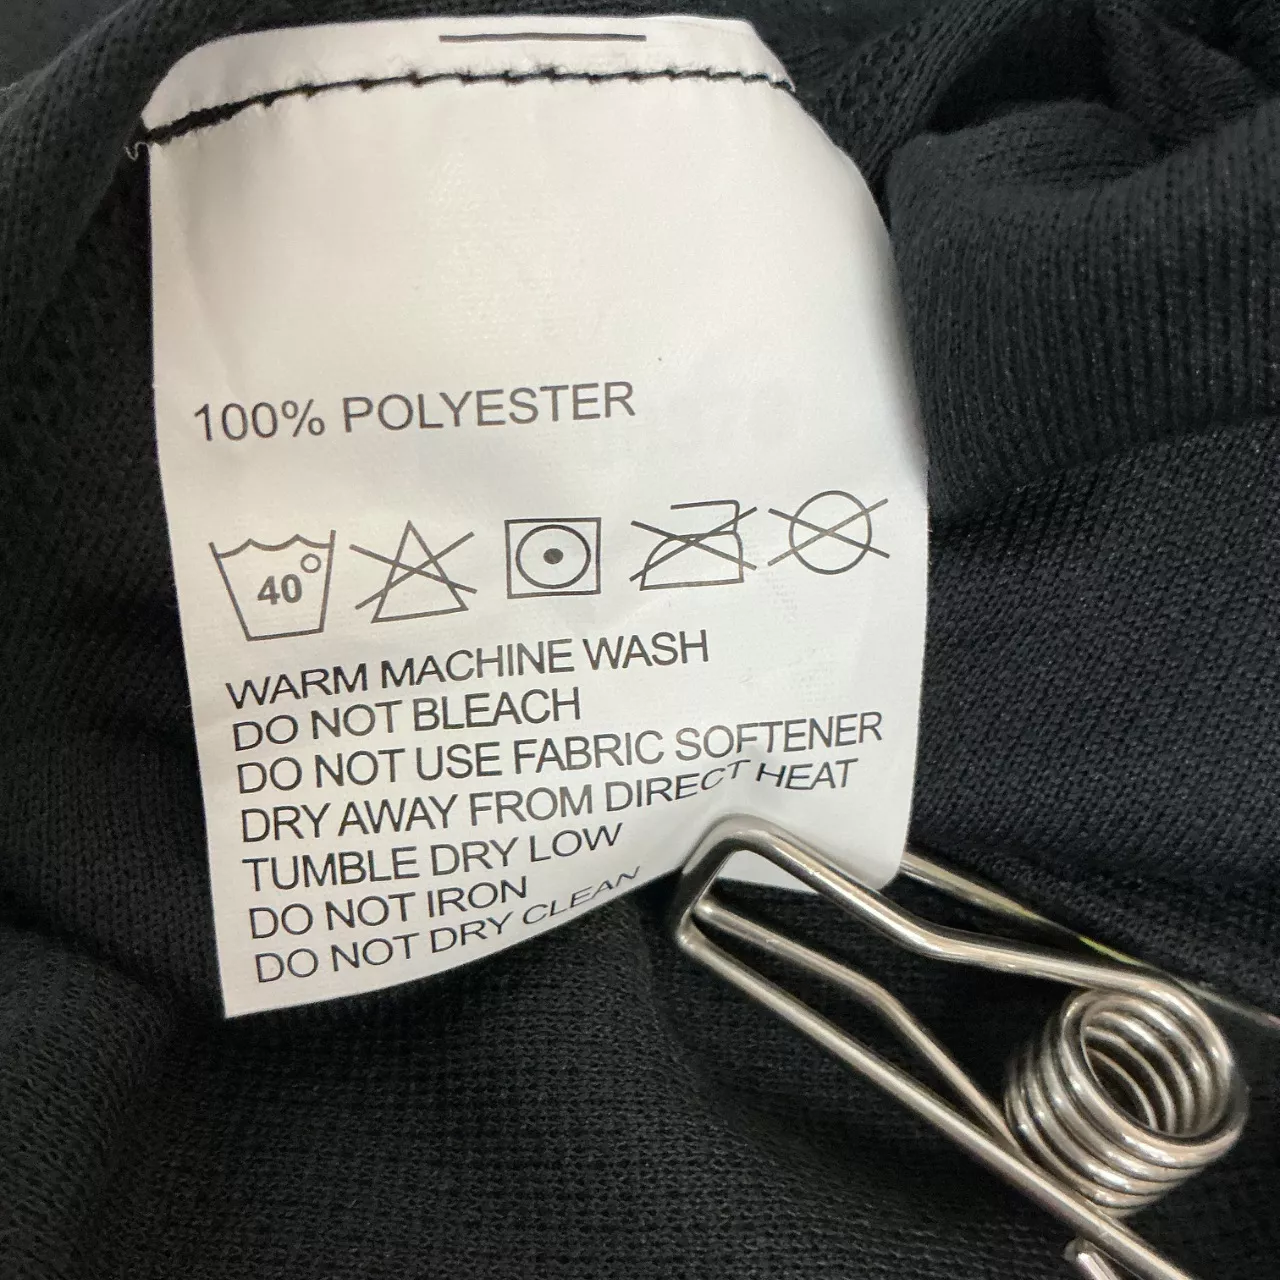 100% POLYESTER
40°
WARM MACHINE WASH
DO NOT BLEACH
DO NOT USE FABRIC SOFTENER
DRY AWAY FROM DIRECT HEAT
TUMBLE DRY LOW
DO NOT IRON
DO NOT DRY CLEAN